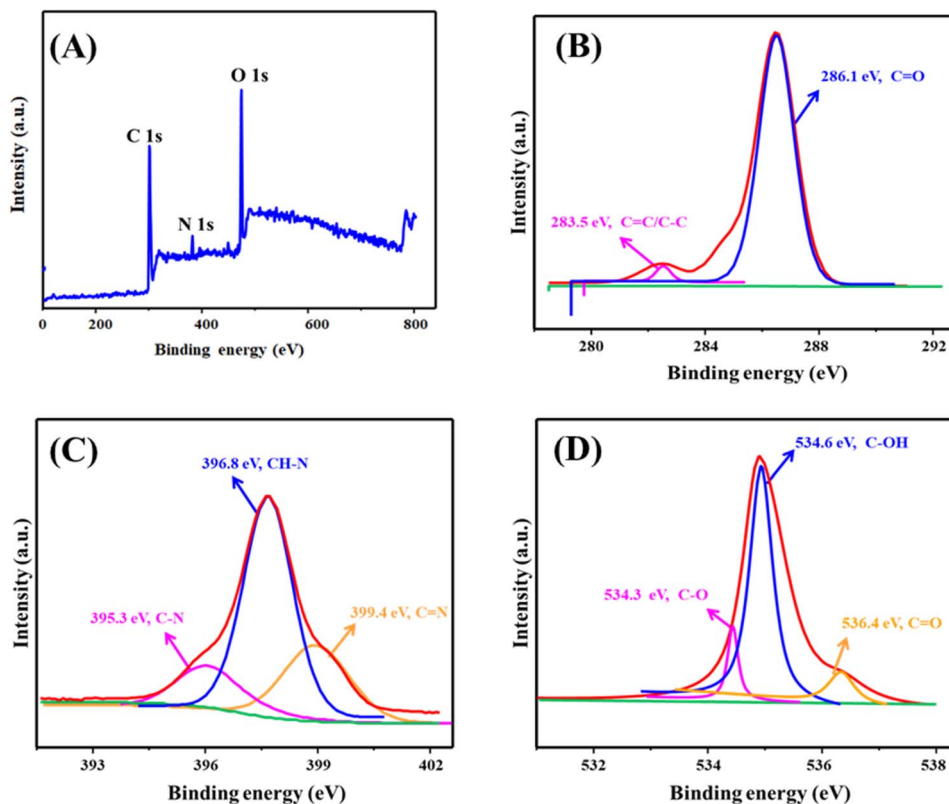 (A)
O 1s
C 1s
N 1s
Intensity (a.u.)
0 200 400 600 800
Binding energy (eV)
(B)
286.1 eV, C=O
283.5 eV, C=C/C-C
Intensity (a.u.)
280 284 288 292
Binding energy (eV)
(C)
396.8 eV, CH-N
395.3 eV, C-N
399.4 eV, C=N
Intensity (a.u.)
393 396 399 402
Binding energy (eV)
(D)
534.6 eV, C-OH
534.3 eV, C-O
536.4 eV, C=O
Intensity (a.u.)
532 534 536 538
Binding energy (eV)